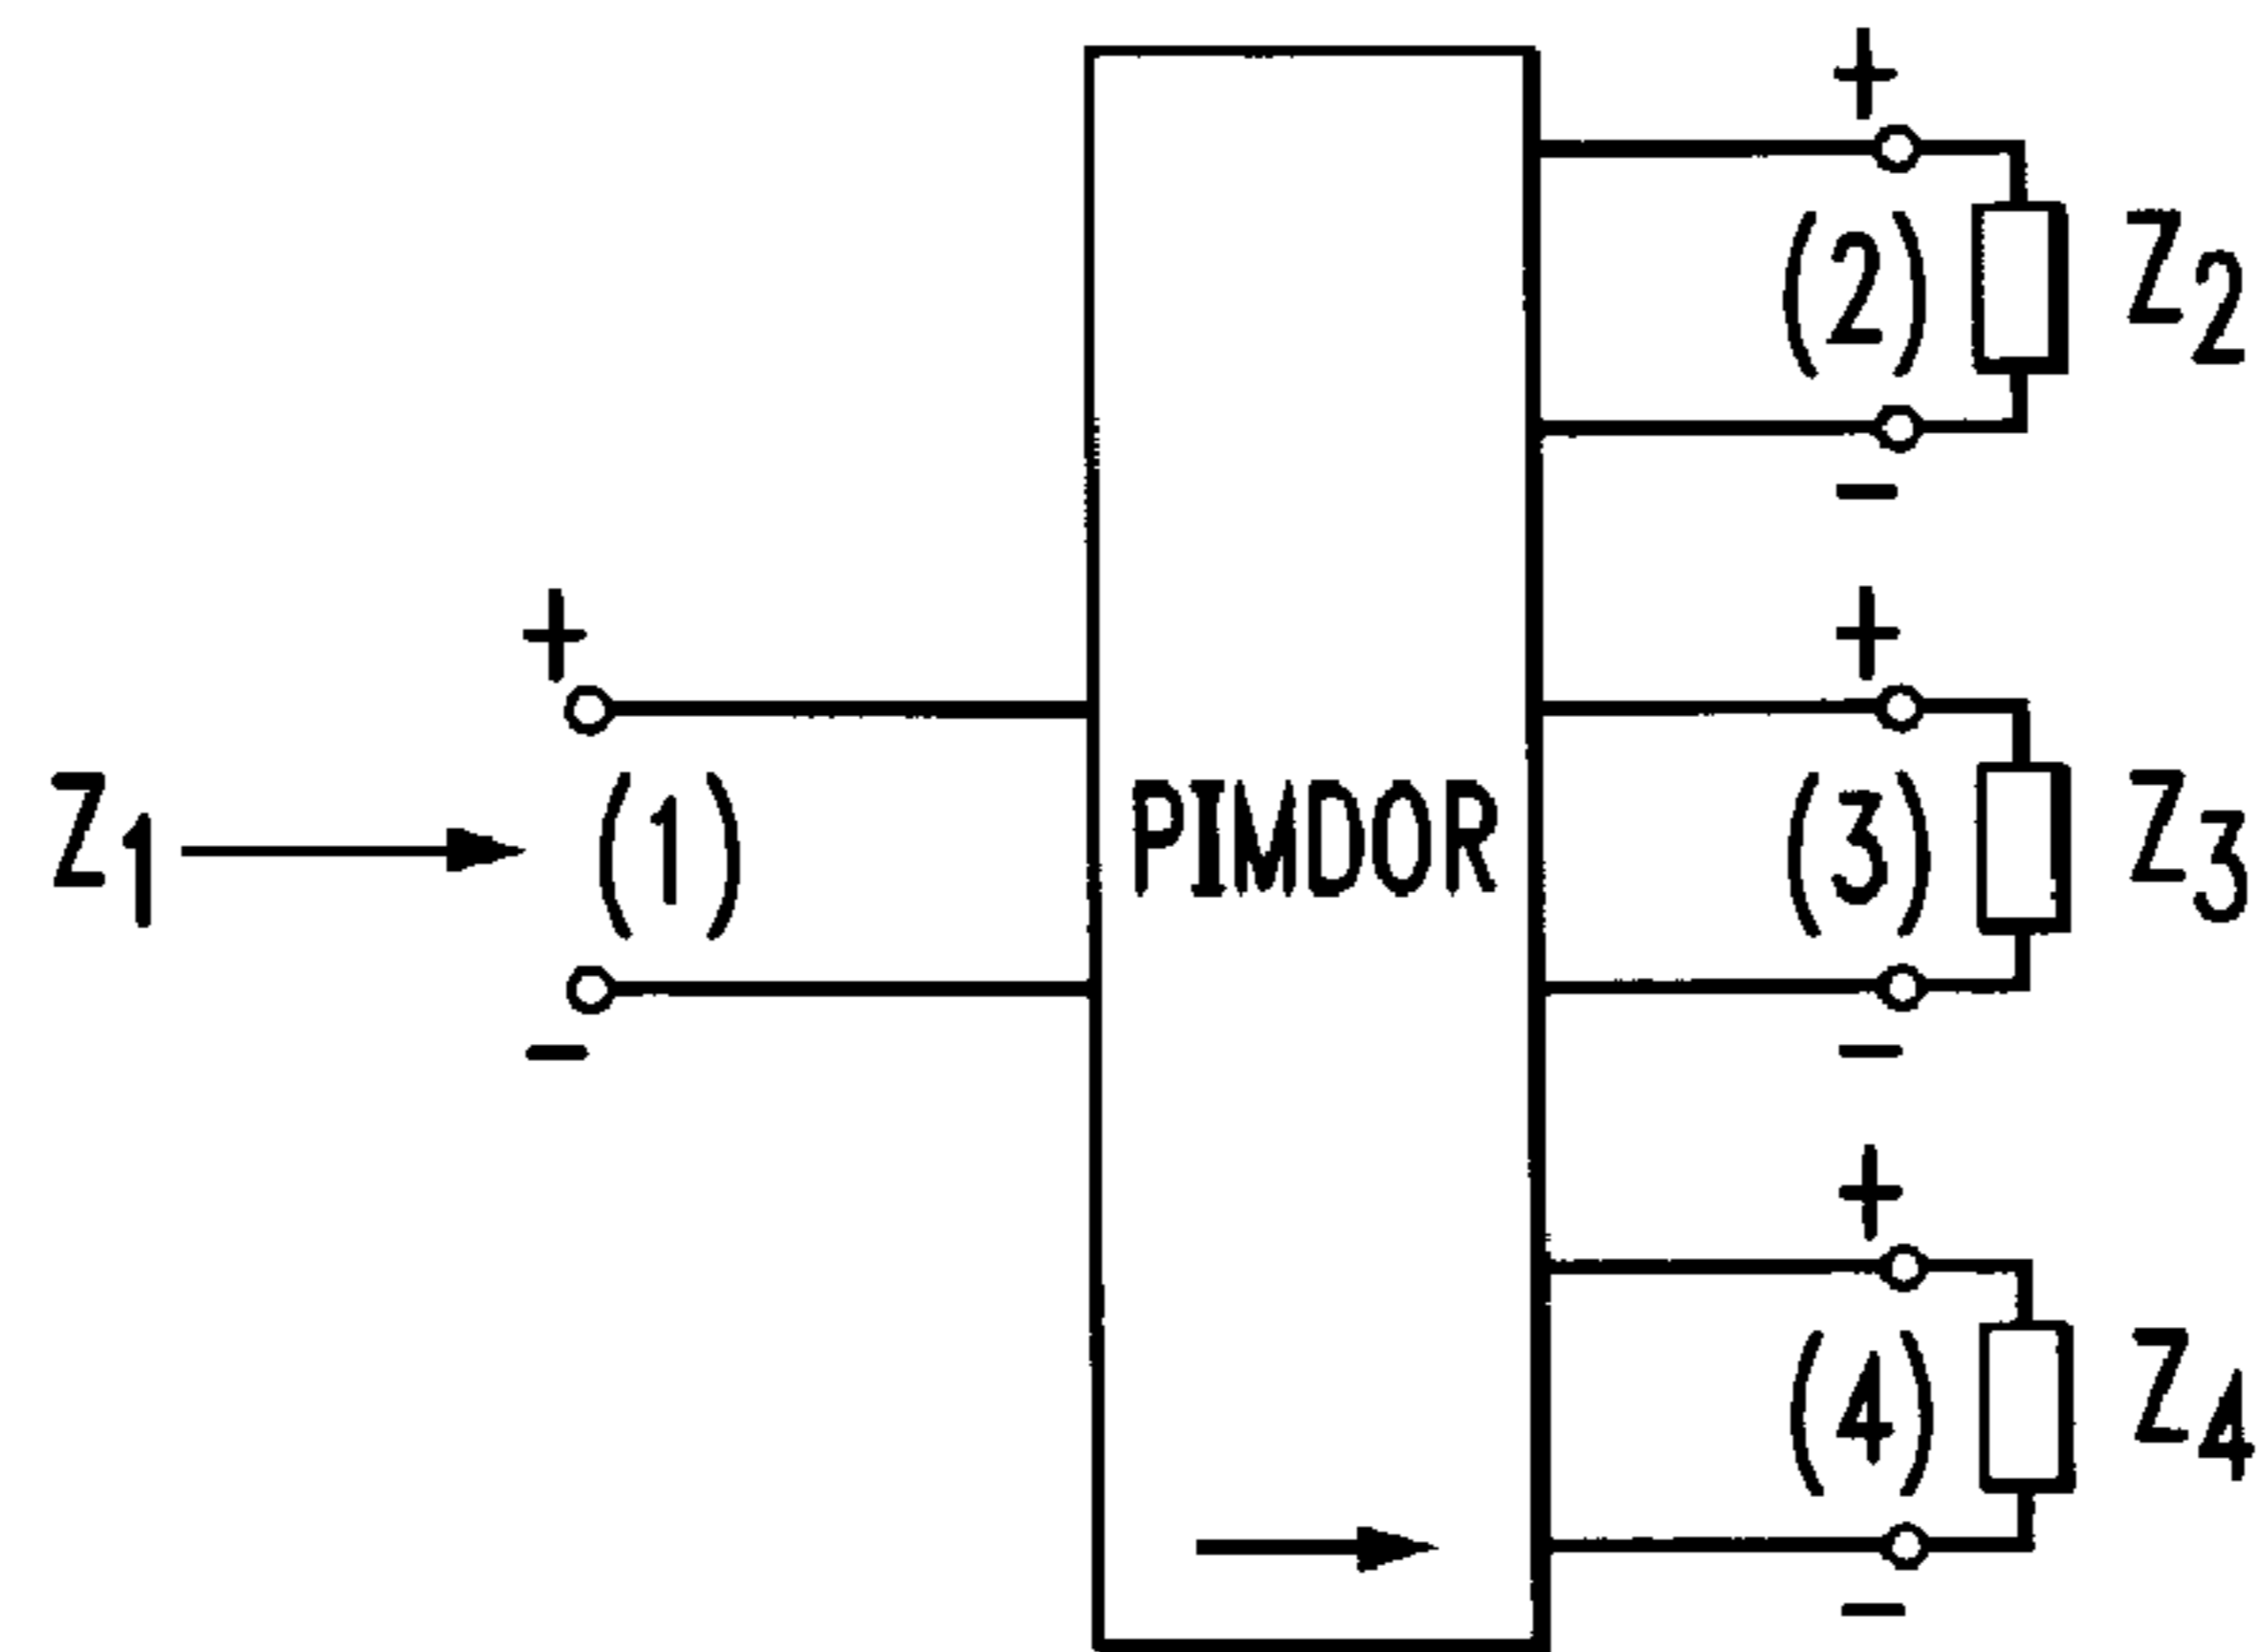 +
(2) Z2
-
+ +
Z1 (1) PIMDOR (3) Z3
- -
+
(4) Z4
-